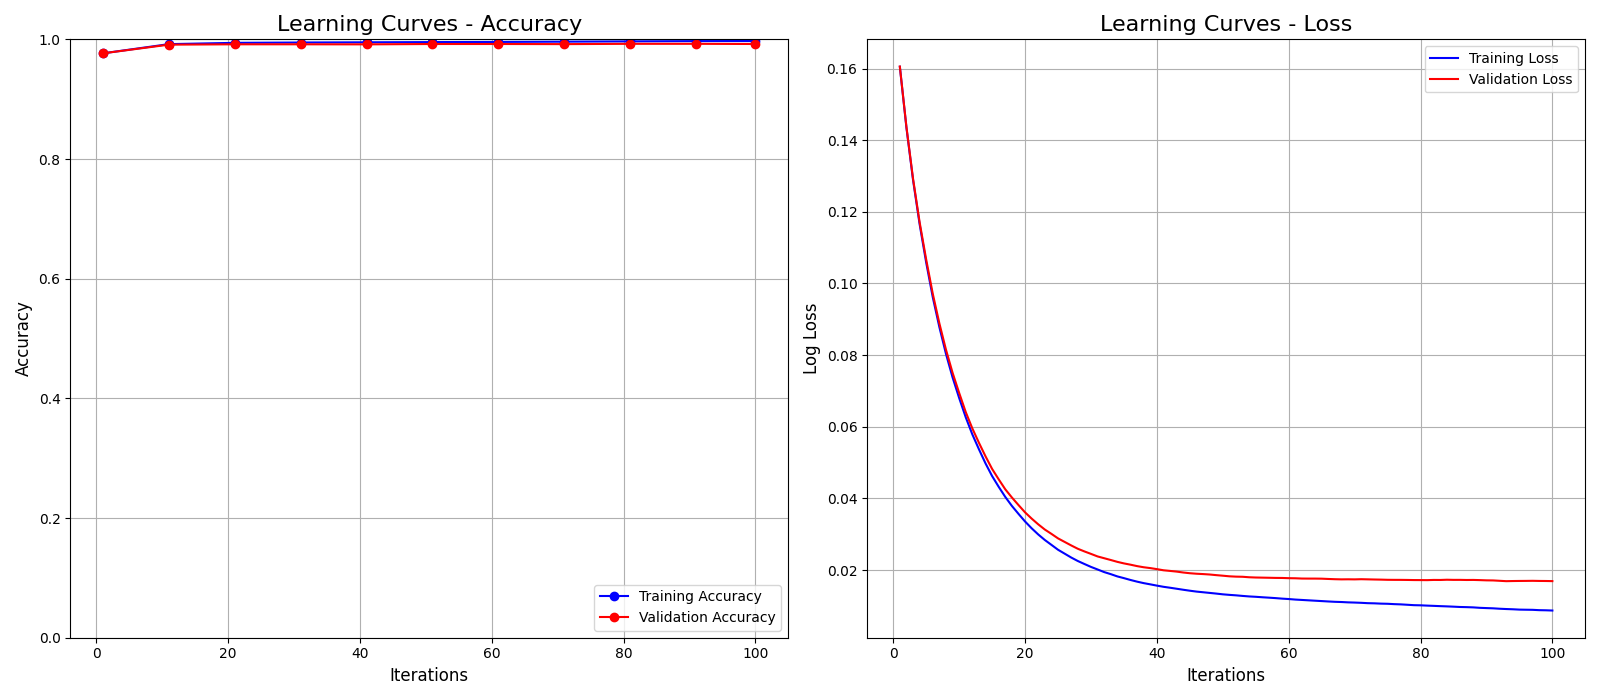 Learning Curves - Accuracy
Accuracy
1.0
0.8
0.6
0.4
0.2
0.0
0 20 40 60 80 100
Iterations
Training Accuracy
Validation Accuracy
Learning Curves - Loss
Log Loss
0.16
0.14
0.12
0.10
0.08
0.06
0.04
0.02
0 20 40 60 80 100
Iterations
Training Loss
Validation Loss